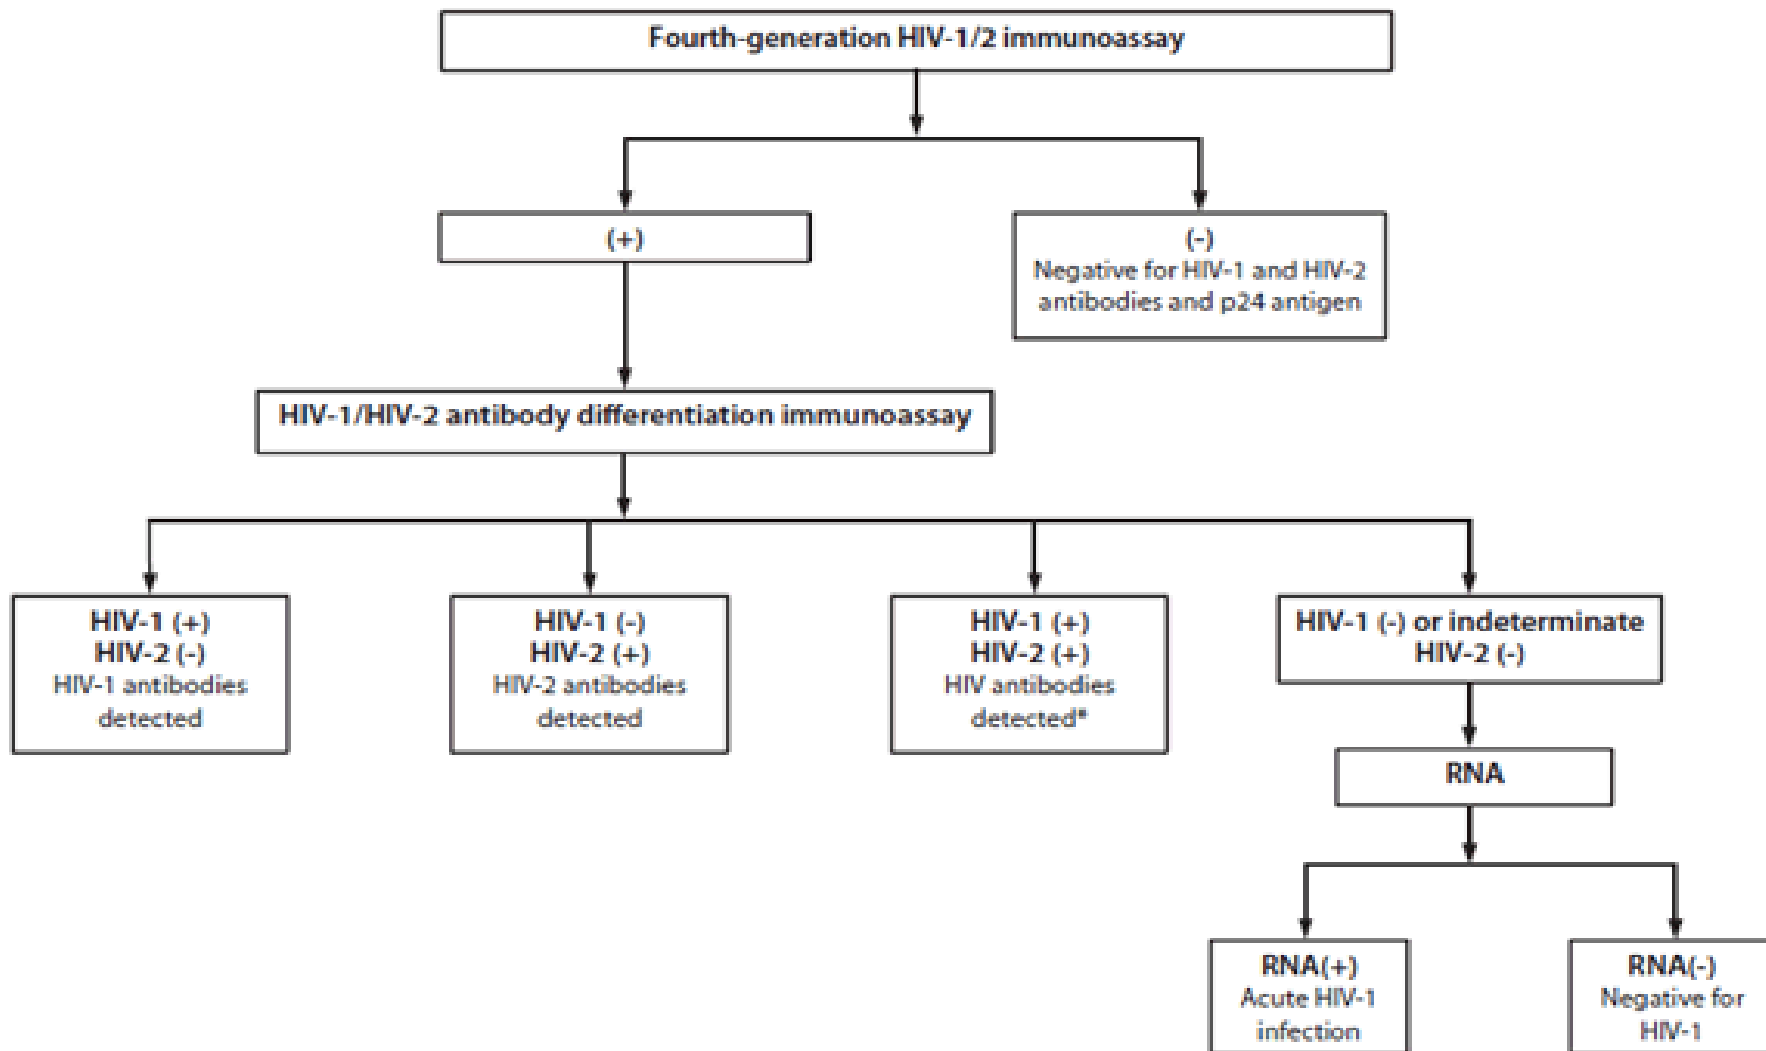 Fourth-generation HIV-1/2 immunoassay
(+)
(-)
Negative for HIV-1 and HIV-2
antibodies and p24 antigen
HIV-1/HIV-2 antibody differentiation immunoassay
HIV-1 (+)
HIV-2 (-)
HIV-1 antibodies
detected
HIV-1 (-)
HIV-2 (+)
HIV-2 antibodies
detected
HIV-1 (+)
HIV-2 (+)
HIV antibodies
detected*
HIV-1 (-) or indeterminate
HIV-2 (-)
RNA
RNA(+)
Acute HIV-1
infection
RNA(-)
Negative for
HIV-1